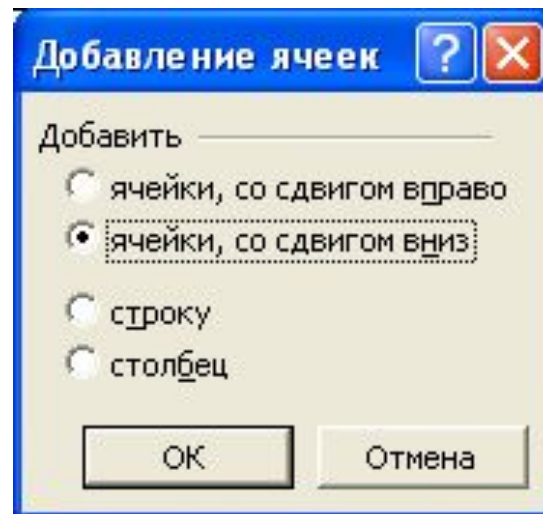 Добавление ячеек ?
Добавить
ячейки, со сдвигом вправо
ячейки, со сдвигом вниз
строку
столбец
ОК Отмена